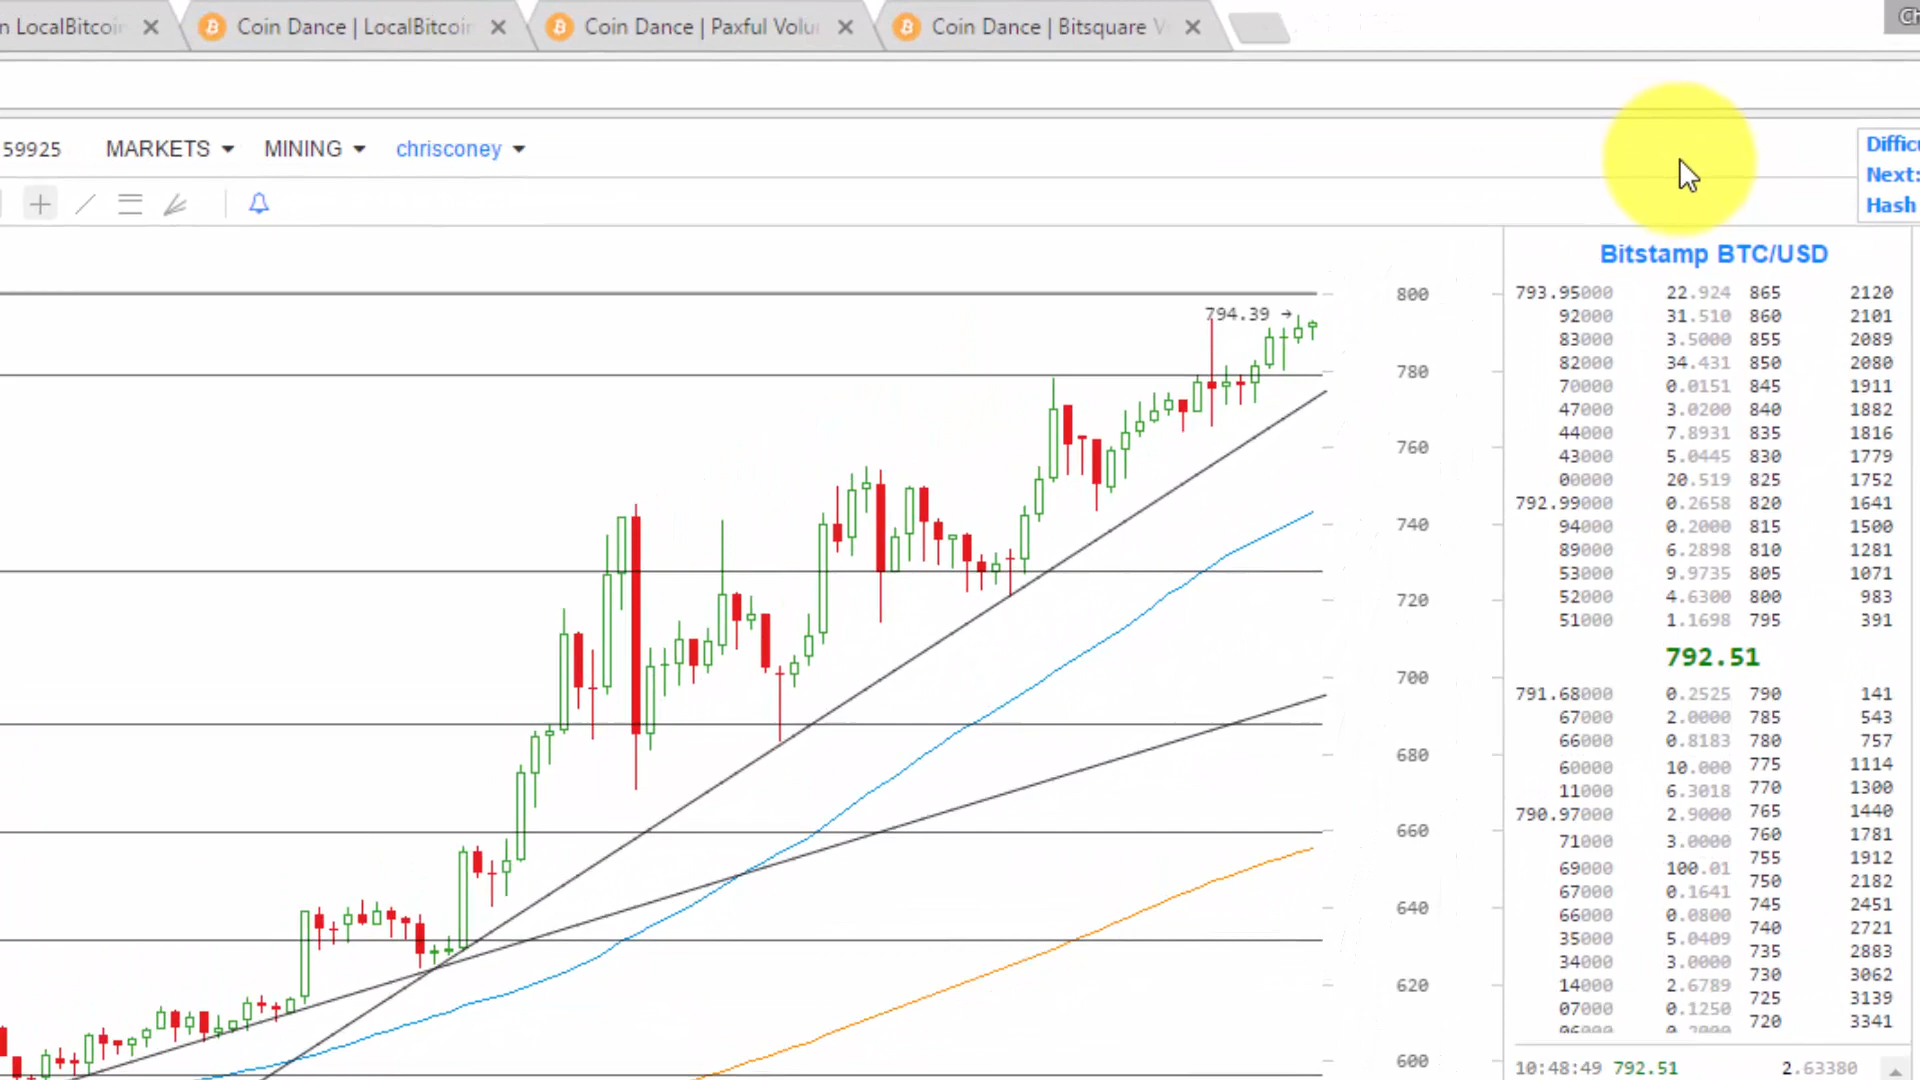 n LocalBitcoin
Coin Dance | LocalBitcoin
Coin Dance | Paxful Volu
Coin Dance | Bitsquare V
59925 MARKETS MINING chrisconey
Diffic
Next:
Hash
Bitstamp BTC/USD
794.39 →
800
780
760
740
720
700
680
660
640
620
600
793.95000 22.924 865 2120
92000 31.510 860 2101
83000 3.5000 855 2089
82000 34.431 850 2080
70000 0.0151 845 1911
47000 3.0200 840 1882
44000 7.8931 835 1816
43000 5.0445 830 1779
00000 20.519 825 1752
792.99000 0.2658 820 1641
94000 0.2000 815 1500
89000 6.2898 810 1281
53000 9.9735 805 1071
52000 4.6300 800 983
51000 1.1698 795 391
792.51
791.68000 0.2525 790 141
67000 2.0000 785 543
66000 0.8183 780 757
60000 10.000 775 1114
11000 6.3018 770 1300
790.97000 2.9000 765 1440
71000 3.0000 760 1781
69000 100.01 755 1912
67000 0.1641 750 2182
66000 0.0800 745 2451
35000 5.0409 740 2721
34000 3.0000 735 2883
14000 2.6789 730 3062
07000 0.1250 725 3139
06000 0.2000 720 3341
10:48:49 792.51 2.63380